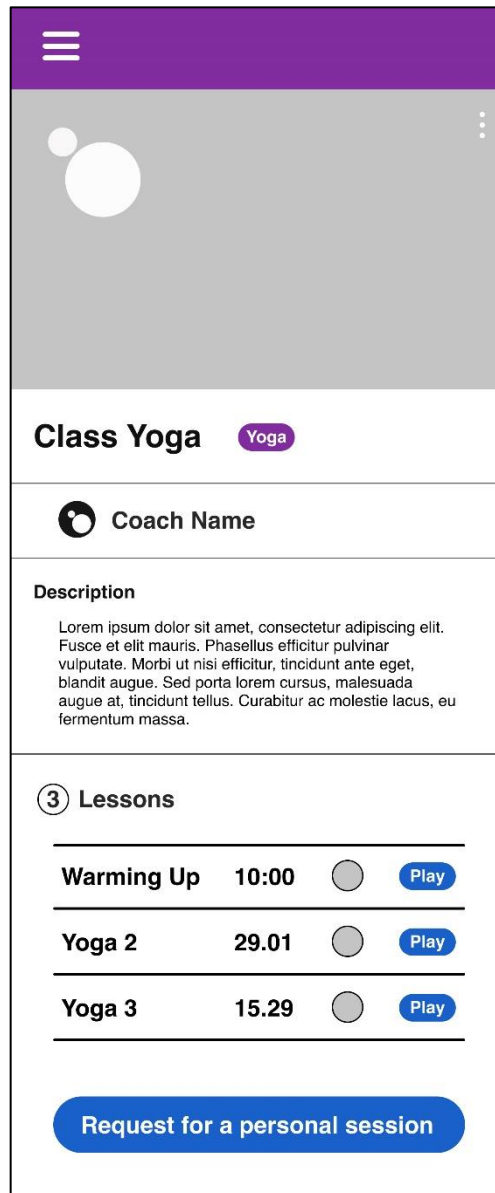 Class Yoga Yoga
Coach Name
Description
Lorem ipsum dolor sit amet, consectetur adipiscing elit.
Fusce et elit mauris. Phasellus efficitur pulvinar
vulputate. Morbi ut nisi efficitur, tincidunt ante eget,
blandit augue. Sed porta lorem cursus, malesuada
augue at, tincidunt tellus. Curabitur ac molestie lacus, eu
fermentum massa.
3 Lessons
Warming Up 10:00 Play
Yoga 2 29.01 Play
Yoga 3 15.29 Play
Request for a personal session